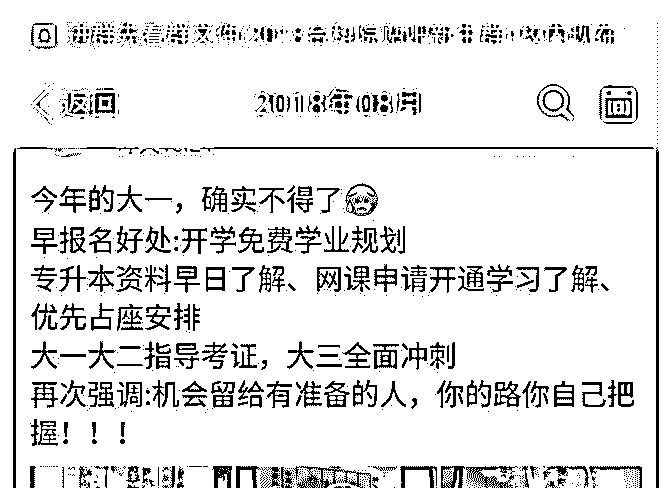 返回 2018年08月
今年的大一，确实不得了
早报名好处:开学免费学业规划
专升本资料早日了解、网课申请开通学习了解、
优先占座安排
大一大二指导考证，大三全面冲刺
再次强调:机会留给有准备的人，你的路你自己把
握！！！